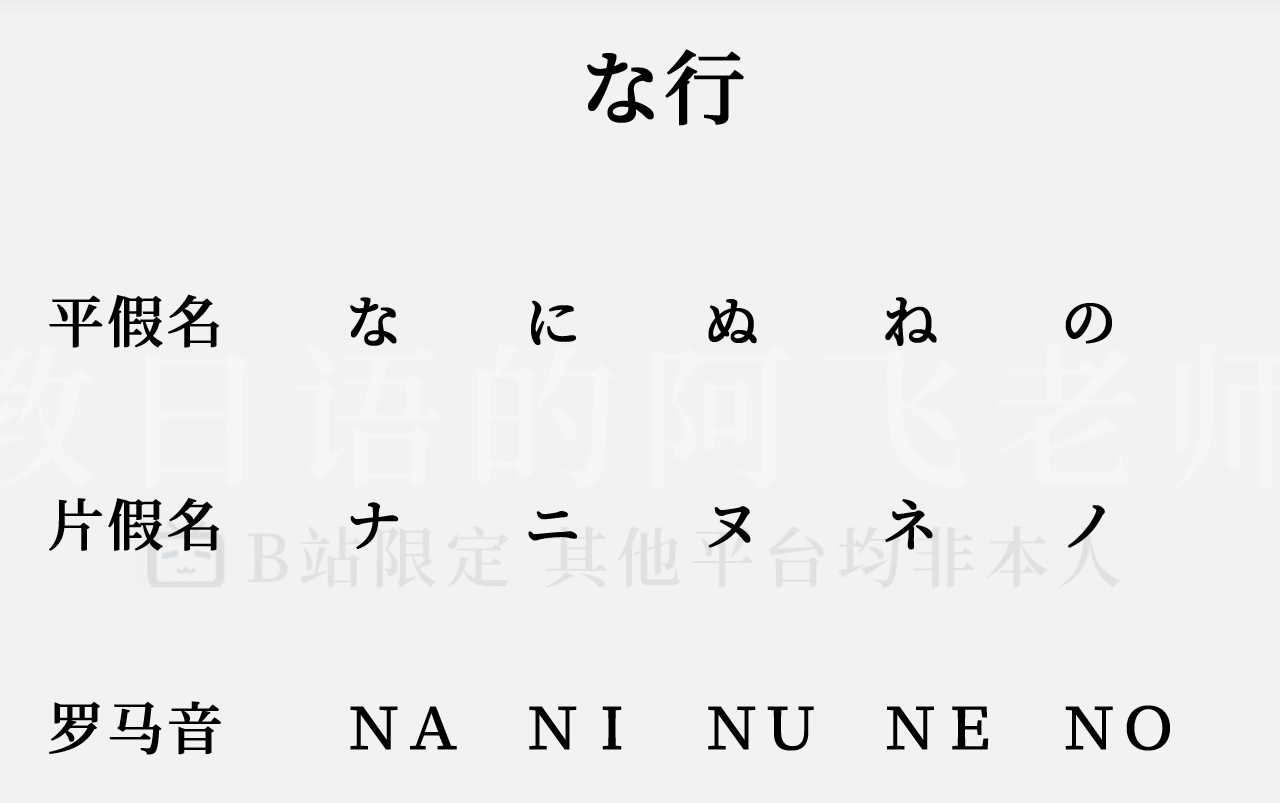 な行
平假名 な に ぬ ね の
教日语的阿飞老师
片假名 ナ ニ ヌ ネ ノ
B站限定 其他平台均非本人
罗马音 NA NI NU NE NO